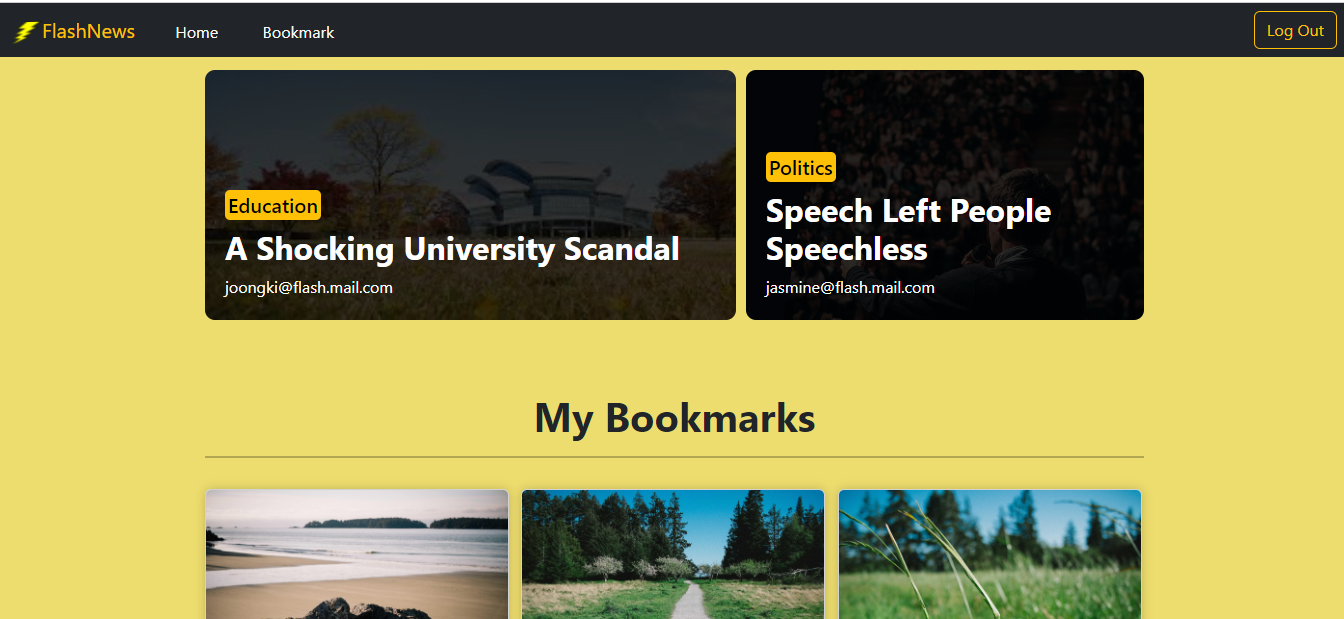 FlashNews Home Bookmark Log Out
Education
A Shocking University Scandal
joongki@flash.mail.com
Politics
Speech Left People
Speechless
jasmine@flash.mail.com
My Bookmarks